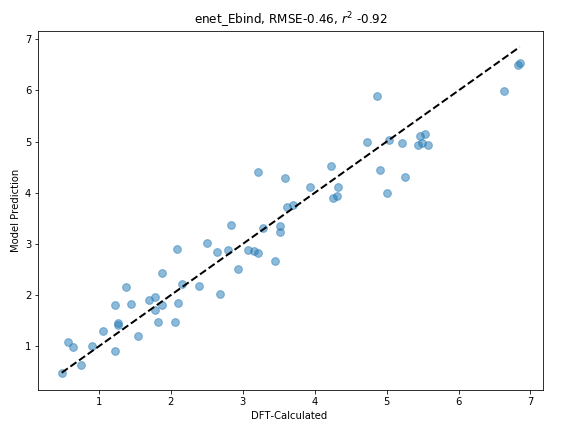 enet_Ebind, RMSE-0.46, r² -0.92
7
6
5
4
3
2
1
Model Prediction
1 2 3 4 5 6 7
DFT-Calculated